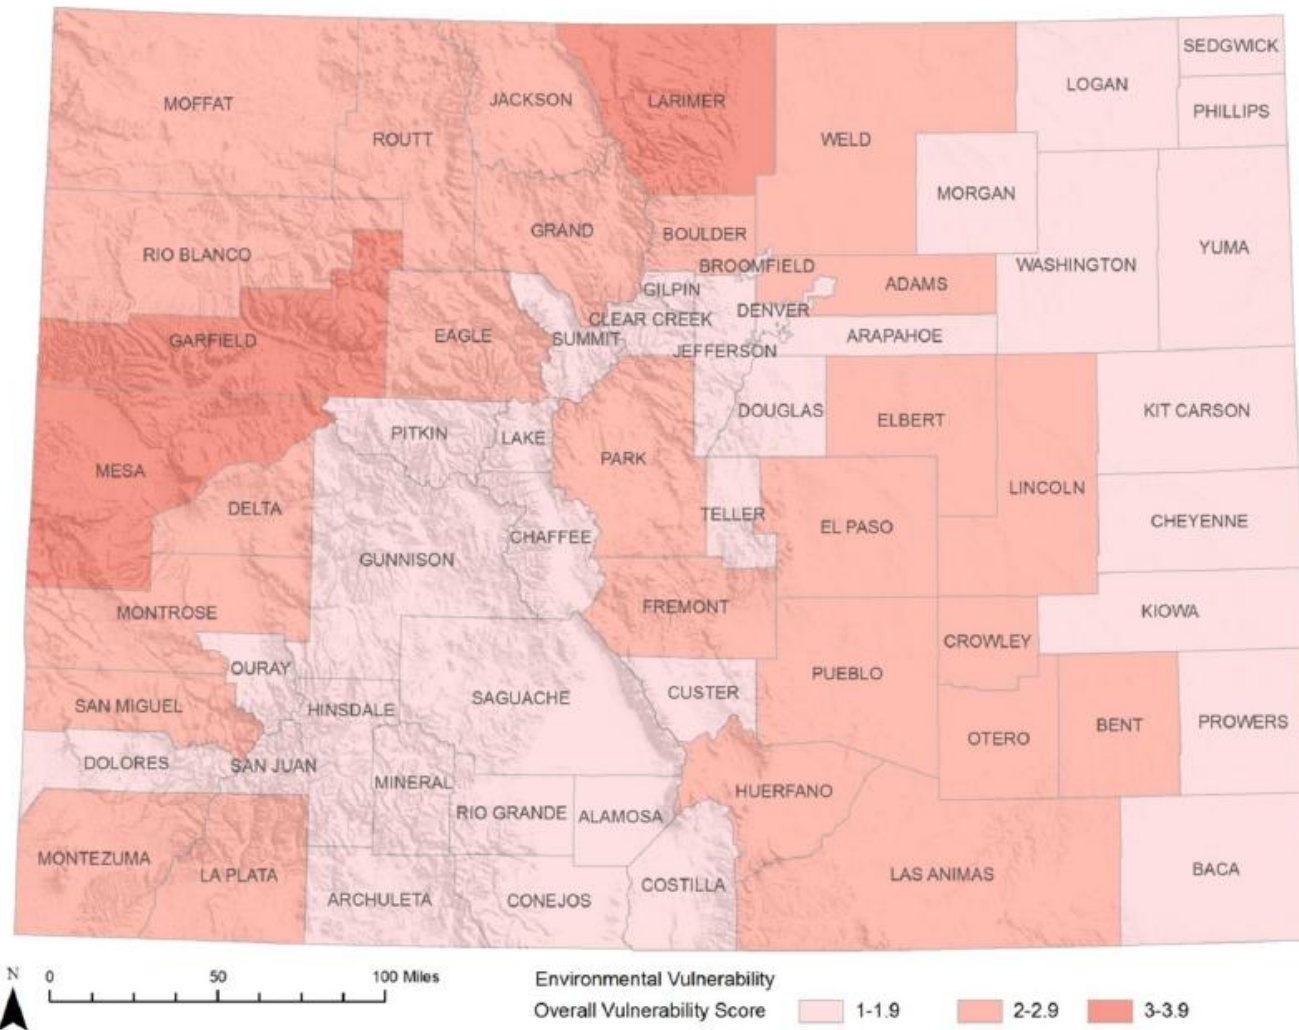 SEDGWICK
LOGAN
MOFFAT
JACKSON
LARIMER
PHILLIPS
ROUTT
WELD
MORGAN
GRAND
BOULDER
YUMA
RIO BLANCO
BROOMFIELD
WASHINGTON
GILPIN
ADAMS
DENVER
CLEAR CREEK
GARFIELD
EAGLE
SUMMIT
ARAPAHOE
JEFFERSON
DOUGLAS
KIT CARSON
ELBERT
PITKIN
LAKE
PARK
MESA
LINCOLN
DELTA
TELLER
CHEYENNE
EL PASO
CHAFFEE
GUNNISON
FREMONT
MONTROSE
KIOWA
CROWLEY
OURAY
PUEBLO
CUSTER
SAGUACHE
SAN MIGUEL
HINSDALE
PROWERS
BENT
OTERO
DOLORES
SAN JUAN
MINERAL
HUERFANO
RIO GRANDE
ALAMOSA
MONTEZUMA
LA PLATA
LAS ANIMAS
BACA
COSTILLA
ARCHULETA
CONEJOS
N
0 50 100 Miles
Environmental Vulnerability
Overall Vulnerability Score 1-1.9 2-2.9 3-3.9